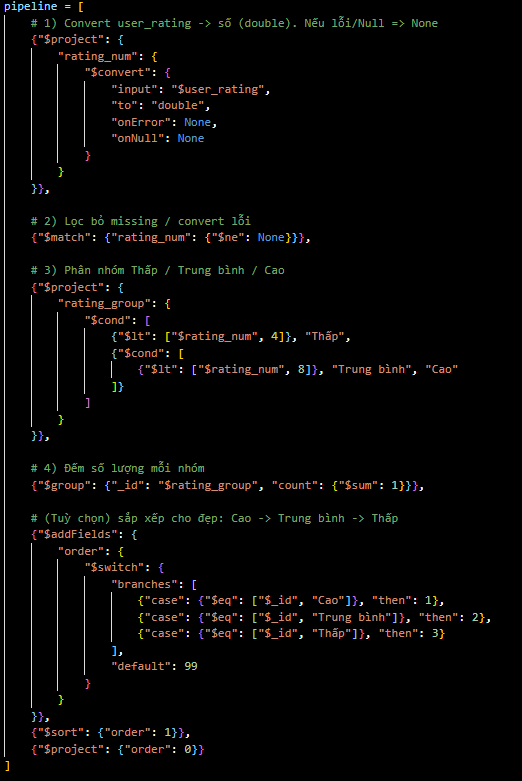 pipeline = [
    # 1) Convert user_rating -> số (double). Nếu lỗi/Null => None
    {"$project": {
        "rating_num": {
            "$convert": {
                "input": "$user_rating",
                "to": "double",
                "onError": None,
                "onNull": None
            }
        }
    }},

    # 2) Lọc bỏ missing / convert lỗi
    {"$match": {"rating_num": {"$ne": None}}},

    # 3) Phân nhóm Thấp / Trung bình / Cao
    {"$project": {
        "rating_group": {
            "$cond": [
                {"$lt": ["$rating_num", 4]}, "Thấp",
                {"$cond": [
                    {"$lt": ["$rating_num", 8]}, "Trung bình", "Cao"
                ]}
            ]
        }
    }},

    # 4) Đếm số lượng mỗi nhóm
    {"$group": {"_id": "$rating_group", "count": {"$sum": 1}}},

    # (Tuỳ chọn) sắp xếp cho đẹp: Cao -> Trung bình -> Thấp
    {"$addFields": {
        "order": {
            "$switch": {
                "branches": [
                    {"case": {"$eq": ["$_id", "Cao"]}, "then": 1},
                    {"case": {"$eq": ["$_id", "Trung bình"]}, "then": 2},
                    {"case": {"$eq": ["$_id", "Thấp"]}, "then": 3}
                ],
                "default": 99
            }
        }
    }},
    {"$sort": {"order": 1}},
    {"$project": {"order": 0}}
]